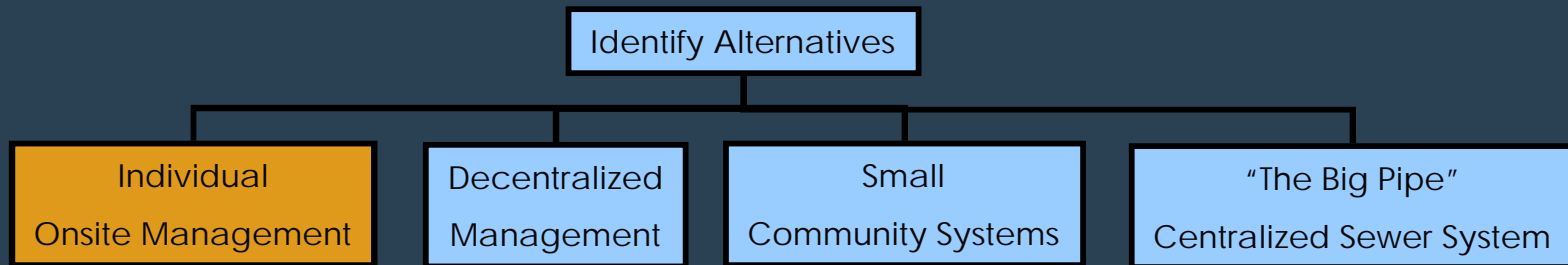 Identify Alternatives
Individual
Onsite Management
Decentralized
Management
Small
Community Systems
“The Big Pipe”
Centralized Sewer System